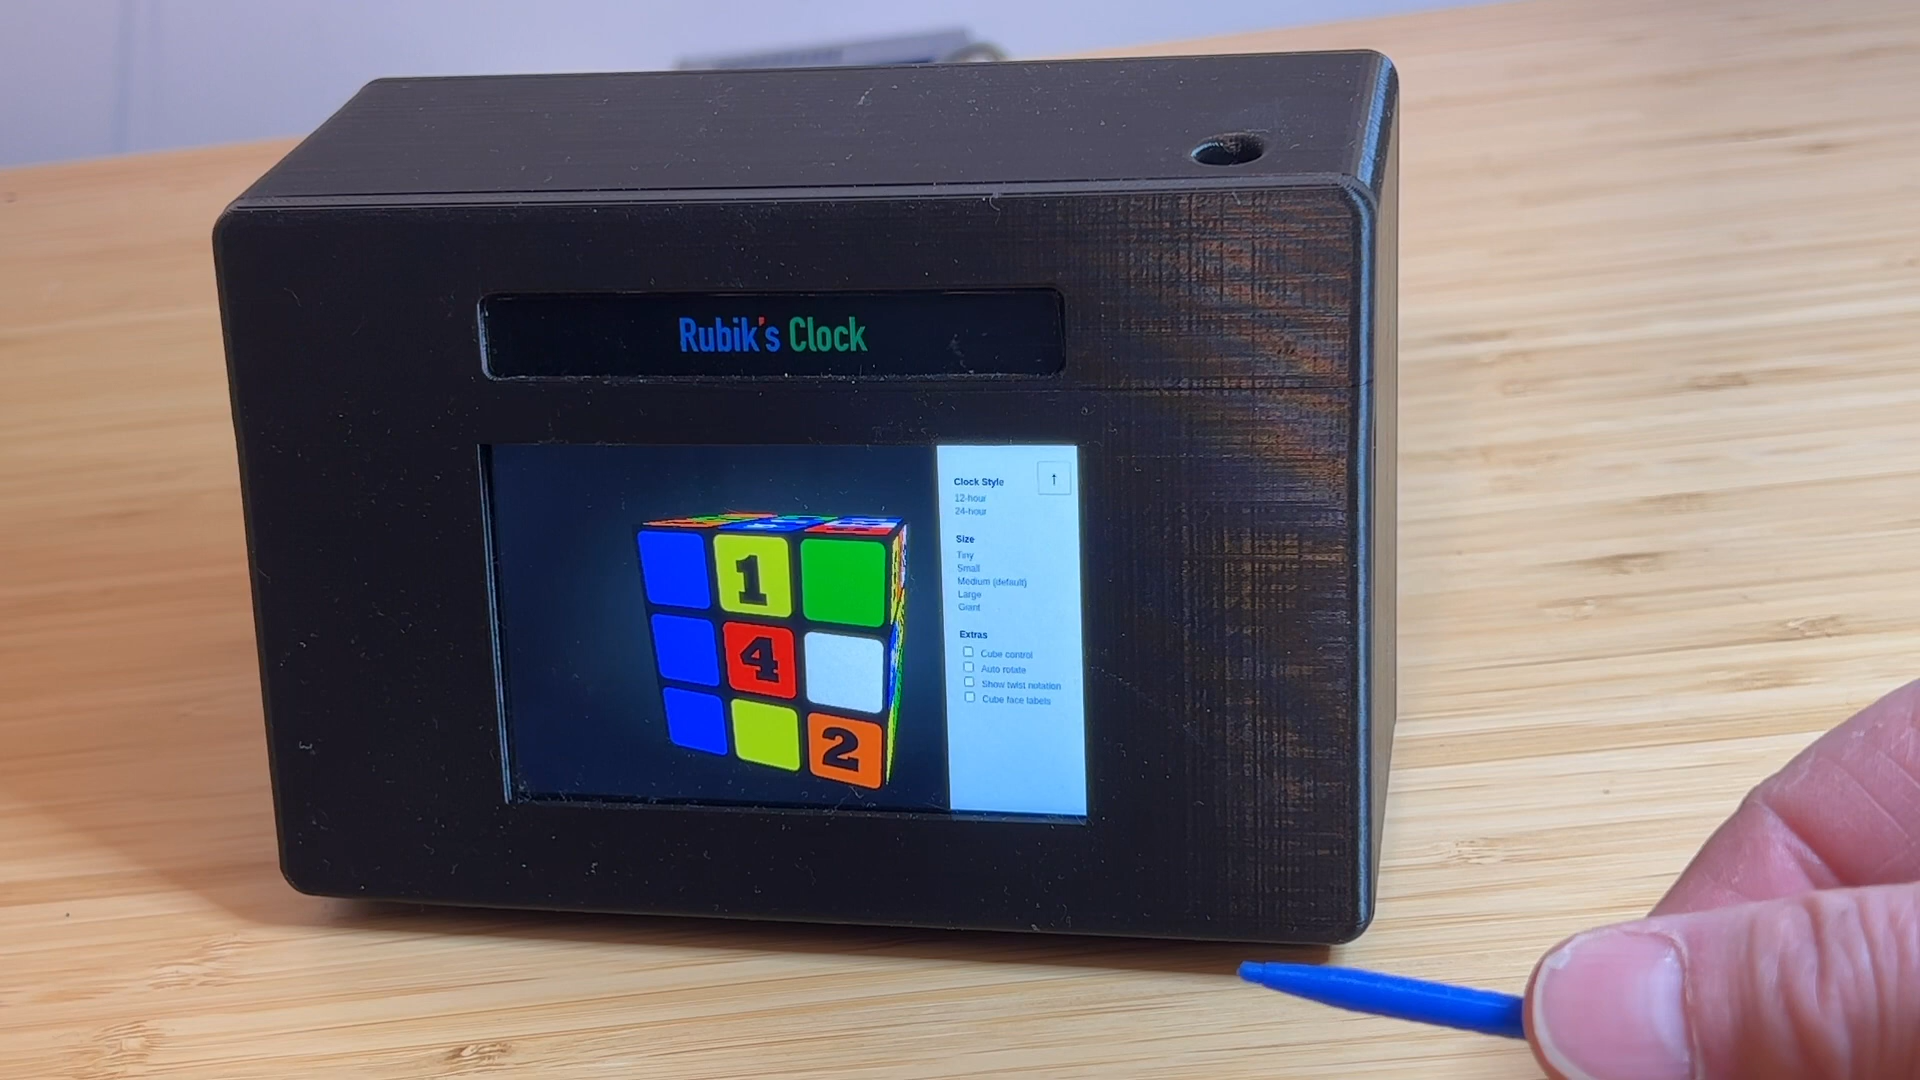 Rubik's Clock
1
4
2
↑
Clock Style
12-hour
24-hour
Size
Tiny
Small
Medium (default)
Large
Giant
Extras
Cube control
Auto rotate
Show twist notation
Cube face labels